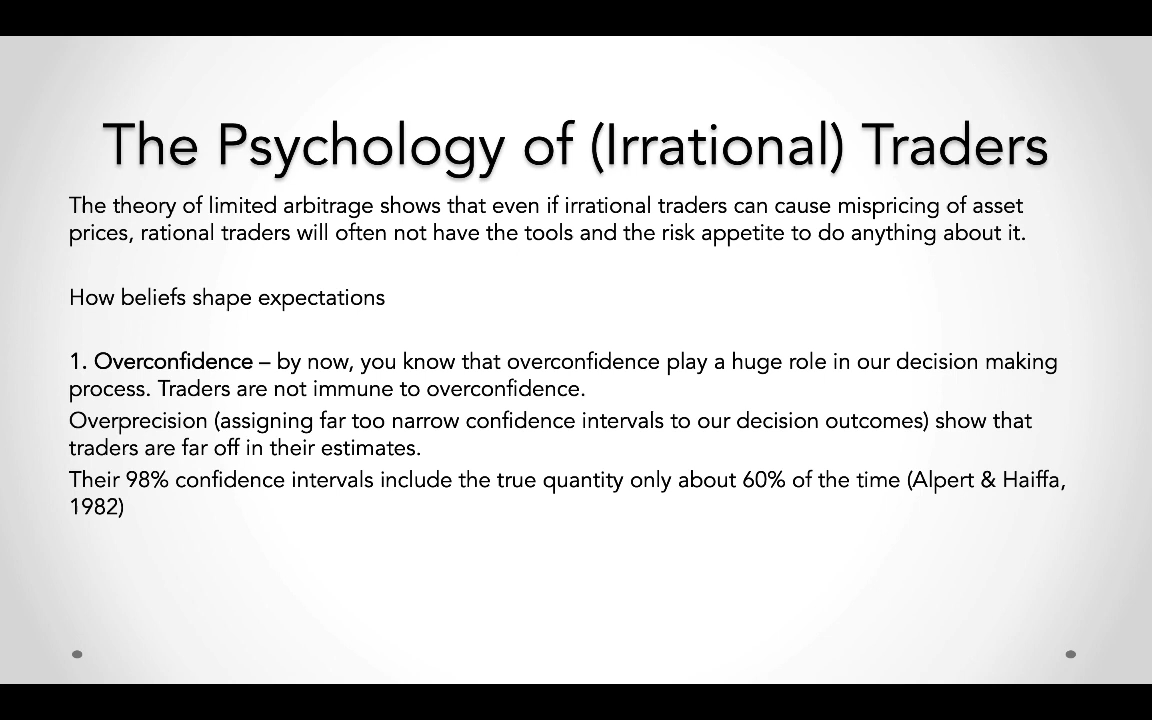 The Psychology of (Irrational) Traders
The theory of limited arbitrage shows that even if irrational traders can cause mispricing of asset
prices, rational traders will often not have the tools and the risk appetite to do anything about it.
How beliefs shape expectations
1. Overconfidence – by now, you know that overconfidence play a huge role in our decision making
process. Traders are not immune to overconfidence.
Overprecision (assigning far too narrow confidence intervals to our decision outcomes) show that
traders are far off in their estimates.
Their 98% confidence intervals include the true quantity only about 60% of the time (Alpert & Haiffa,
1982)